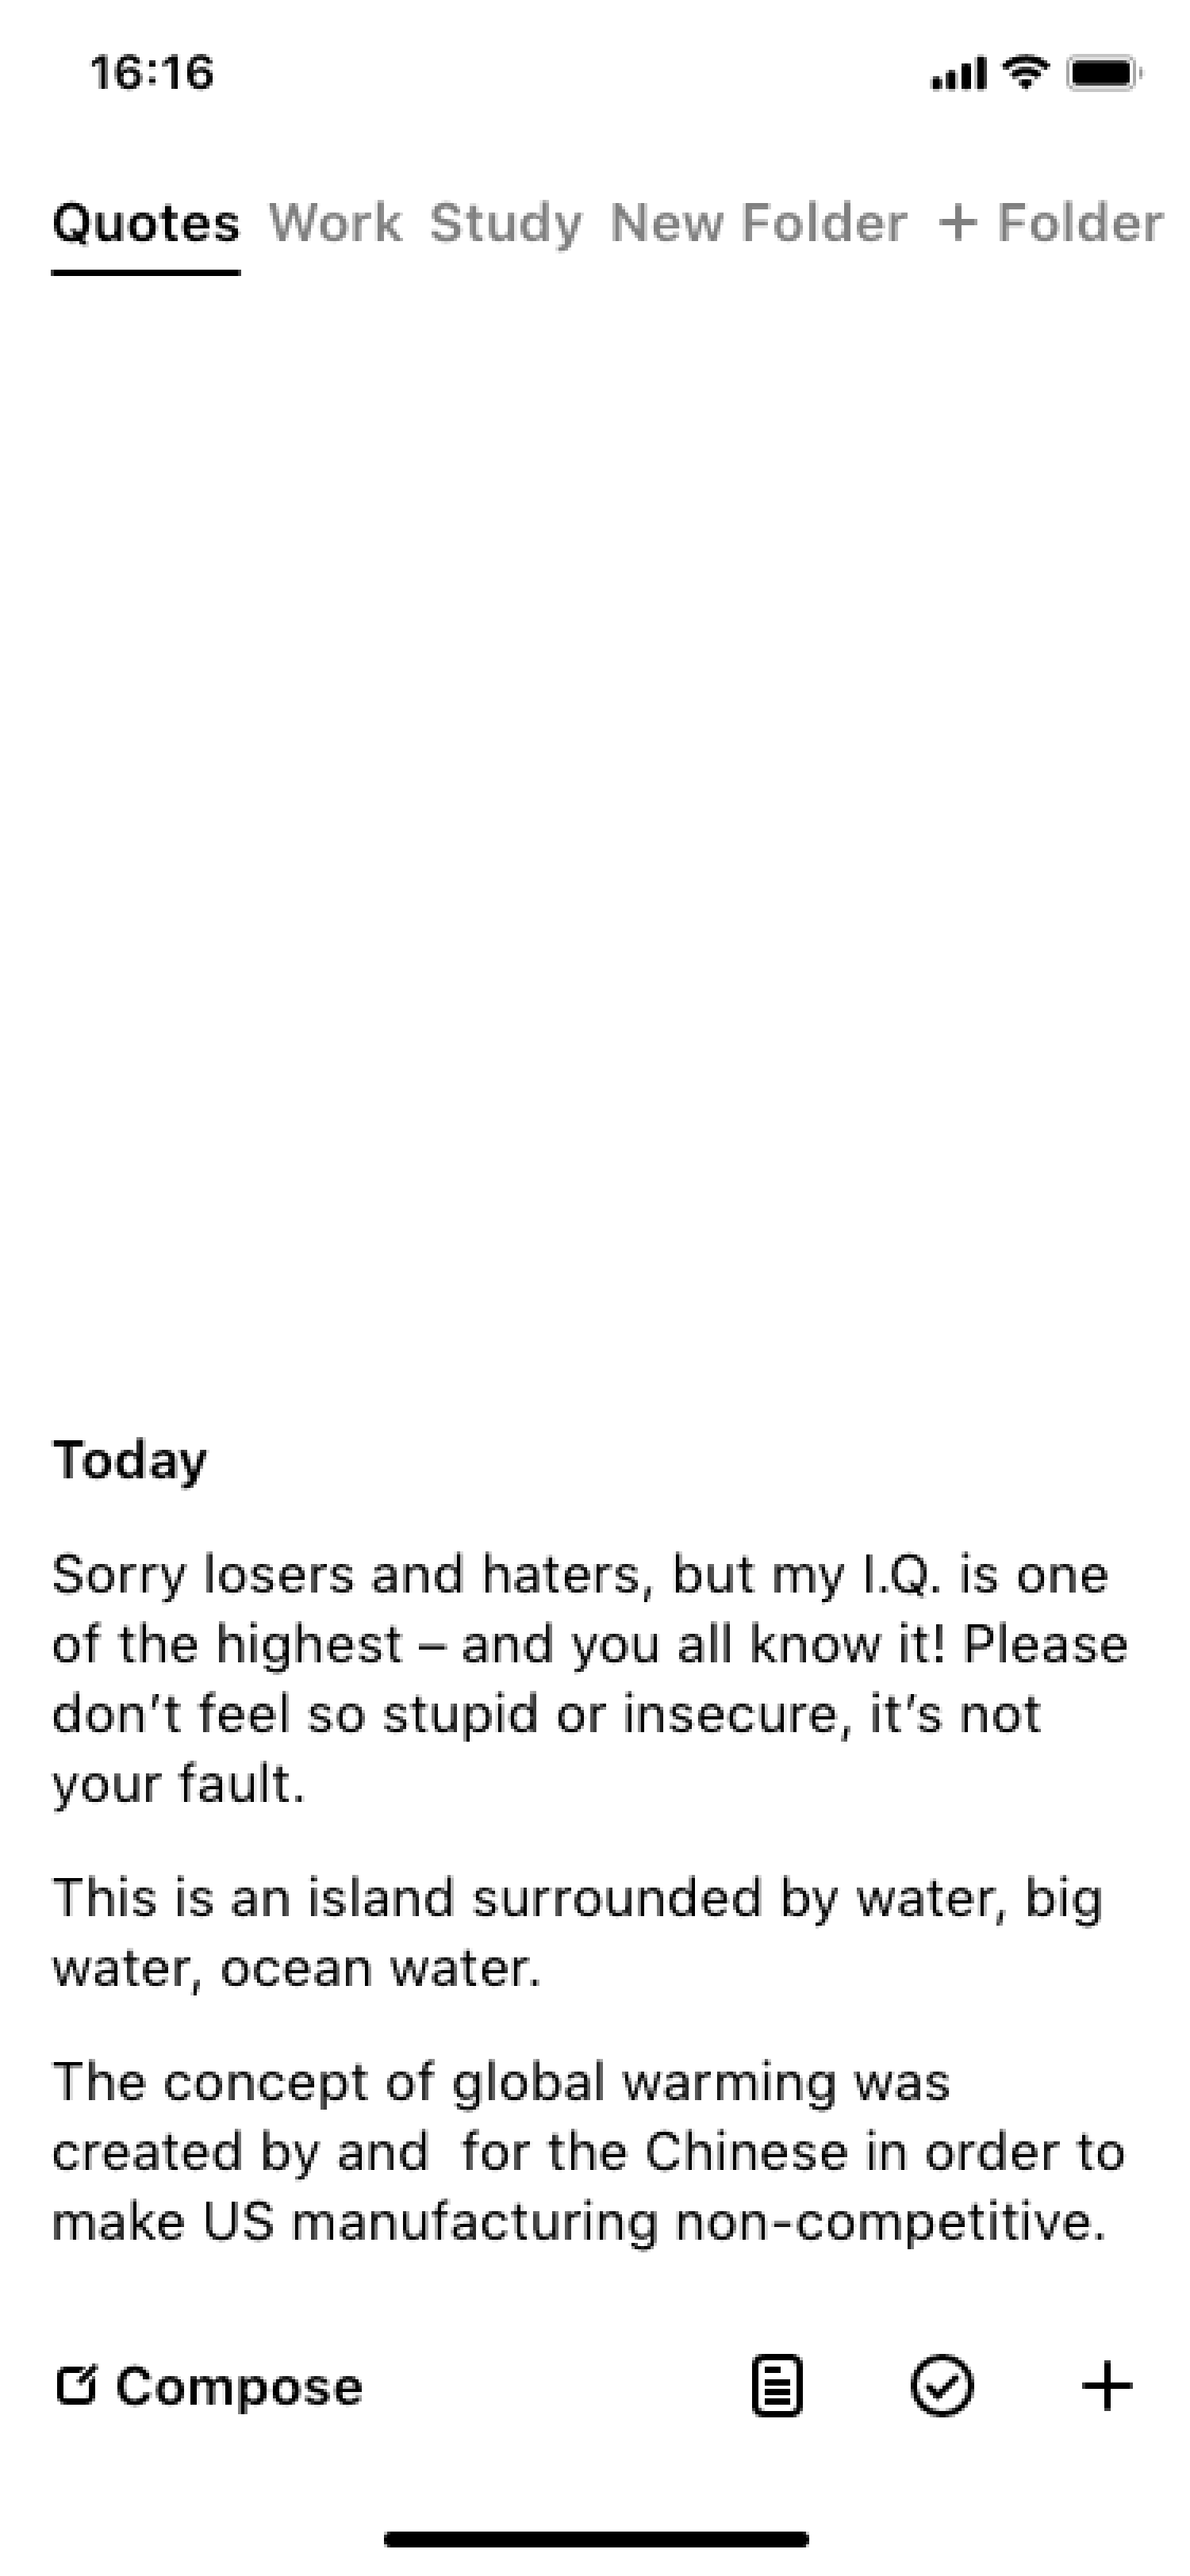 16:16
Quotes Work Study New Folder + Folder
Today
Sorry losers and haters, but my I.Q. is one
of the highest – and you all know it! Please
don’t feel so stupid or insecure, it’s not
your fault.
This is an island surrounded by water, big
water, ocean water.
The concept of global warming was
created by and  for the Chinese in order to
make US manufacturing non-competitive.
Compose